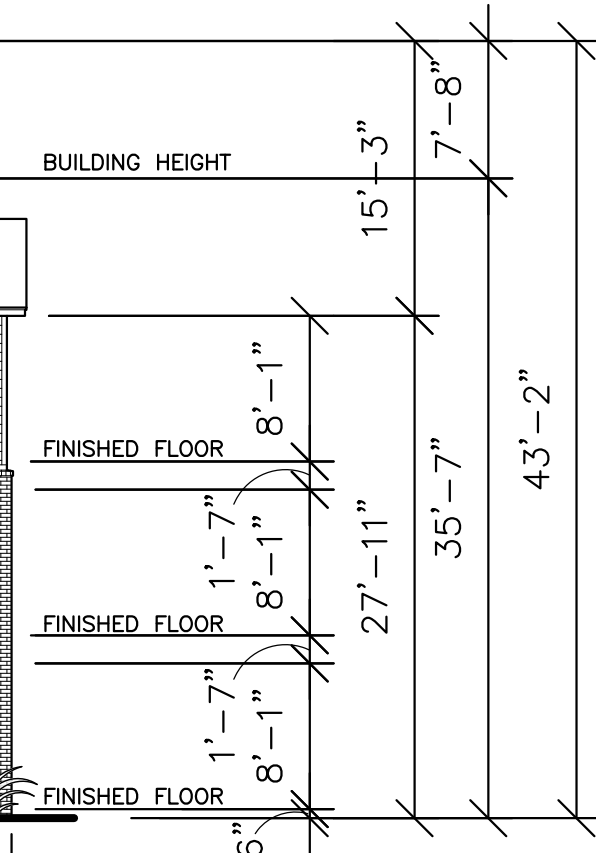 7'-8"
BUILDING HEIGHT
15'-3"
8'-1"
43'-2"
FINISHED FLOOR
35'-7"
1'-7"
8'-1"
27'-11"
FINISHED FLOOR
1'-7"
8'-1"
FINISHED FLOOR
6"